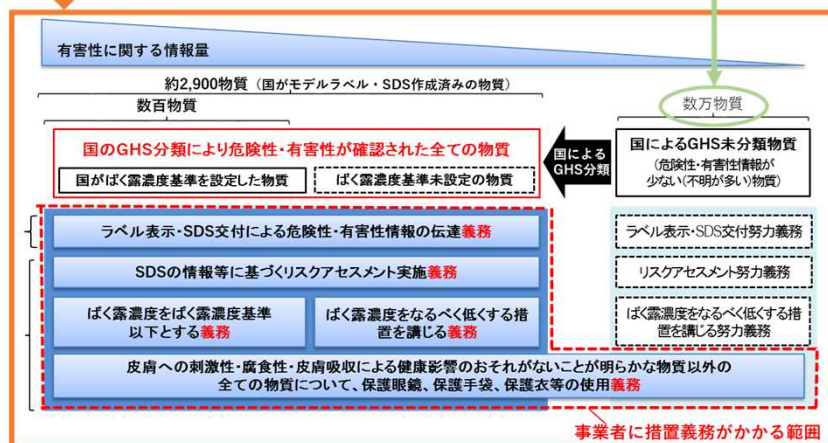 有害性に関する情報量
約2,900物質（国がモデルラベル・SDS作成済みの物質）
数百物質
数万物質
国のGHS分類により危険性・有害性が確認された全ての物質
国がばく露濃度基準を設定した物質
ばく露濃度基準未設定の物質
国による
GHS分類
国によるGHS未分類物質
（危険性・有害性情報が
少ない（不明が多い）物質）
ラベル表示・SDS交付による危険性・有害性情報の伝達義務
ラベル表示・SDS交付努力義務
SDSの情報等に基づくリスクアセスメント実施義務
リスクアセスメント努力義務
ばく露濃度をばく露濃度基準
以下とする義務
ばく露濃度をなるべく低くする措
置を講じる義務
ばく露濃度をなるべく低くする措
置を講じる努力義務
皮膚への刺激性・腐食性・皮膚吸収による健康影響のおそれがないことが明らかな物質以外の
全ての物質について、保護眼鏡、保護手袋、保護衣等の使用義務
事業者に措置義務がかかる範囲